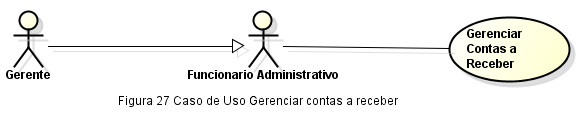 Gerenciar
Contas a
Receber
Gerente
Funcionario Administrativo
Figura 27 Caso de Uso Gerenciar contas a receber